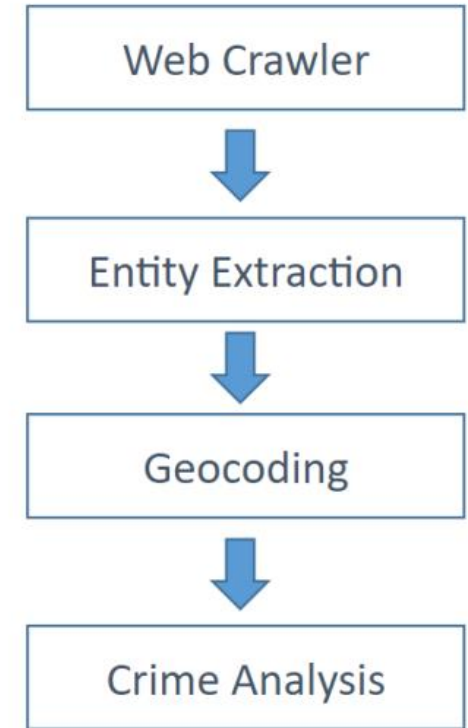 Web Crawler
Entity Extraction
Geocoding
Crime Analysis